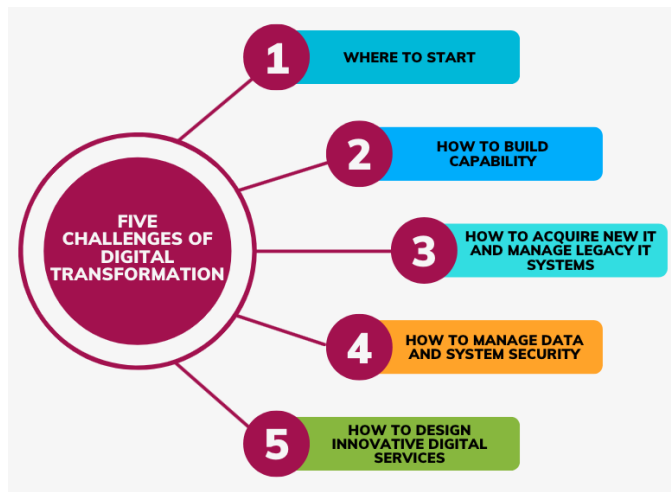 FIVE
CHALLENGES OF
DIGITAL
TRANSFORMATION
1
WHERE TO START
2
HOW TO BUILD
CAPABILITY
3
HOW TO ACQUIRE NEW IT
AND MANAGE LEGACY IT
SYSTEMS
4
HOW TO MANAGE DATA
AND SYSTEM SECURITY
5
HOW TO DESIGN
INNOVATIVE DIGITAL
SERVICES